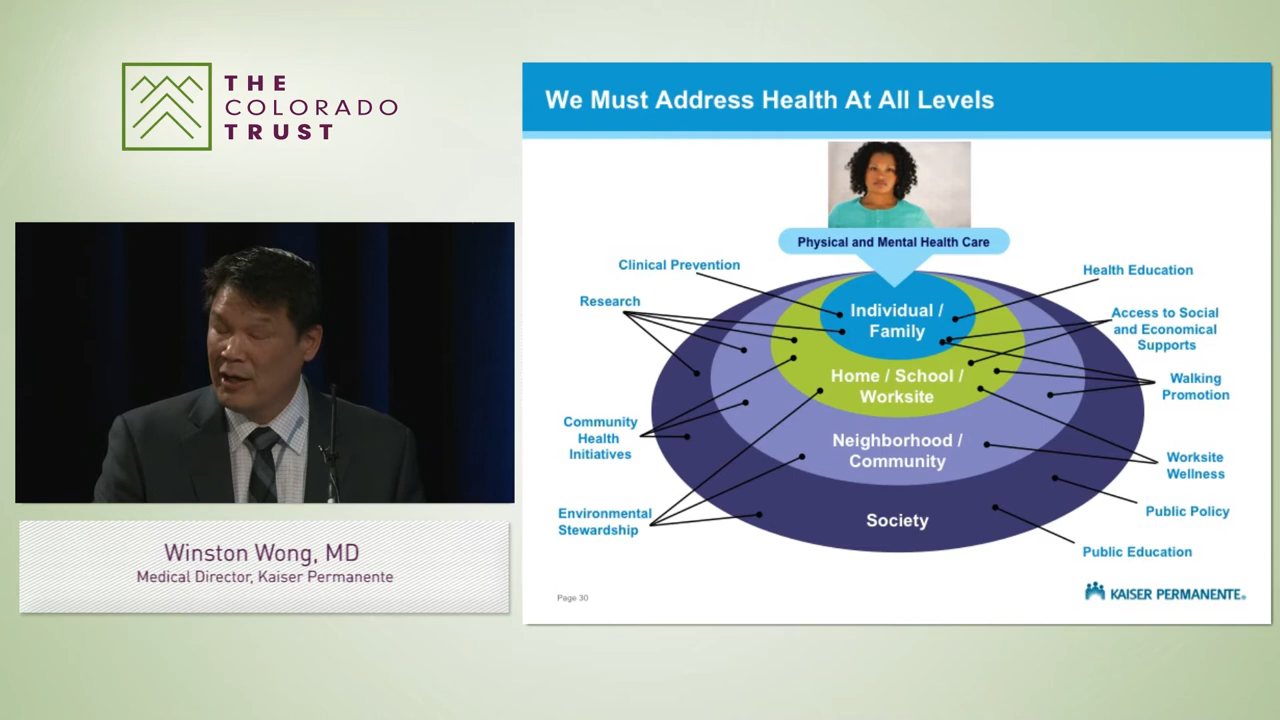 THE
COLORADO
TRUST
Winston Wong, MD
Medical Director, Kaiser Permanente
We Must Address Health At All Levels
Physical and Mental Health Care
Clinical Prevention
Research
Community
Health
Initiatives
Environmental
Stewardship
Individual /
Family
Home / School /
Worksite
Neighborhood /
Community
Society
Health Education
Access to Social
and Economical
Supports
Walking
Promotion
Worksite
Wellness
Public Policy
Public Education
Page 30
KAISER PERMANENTE®